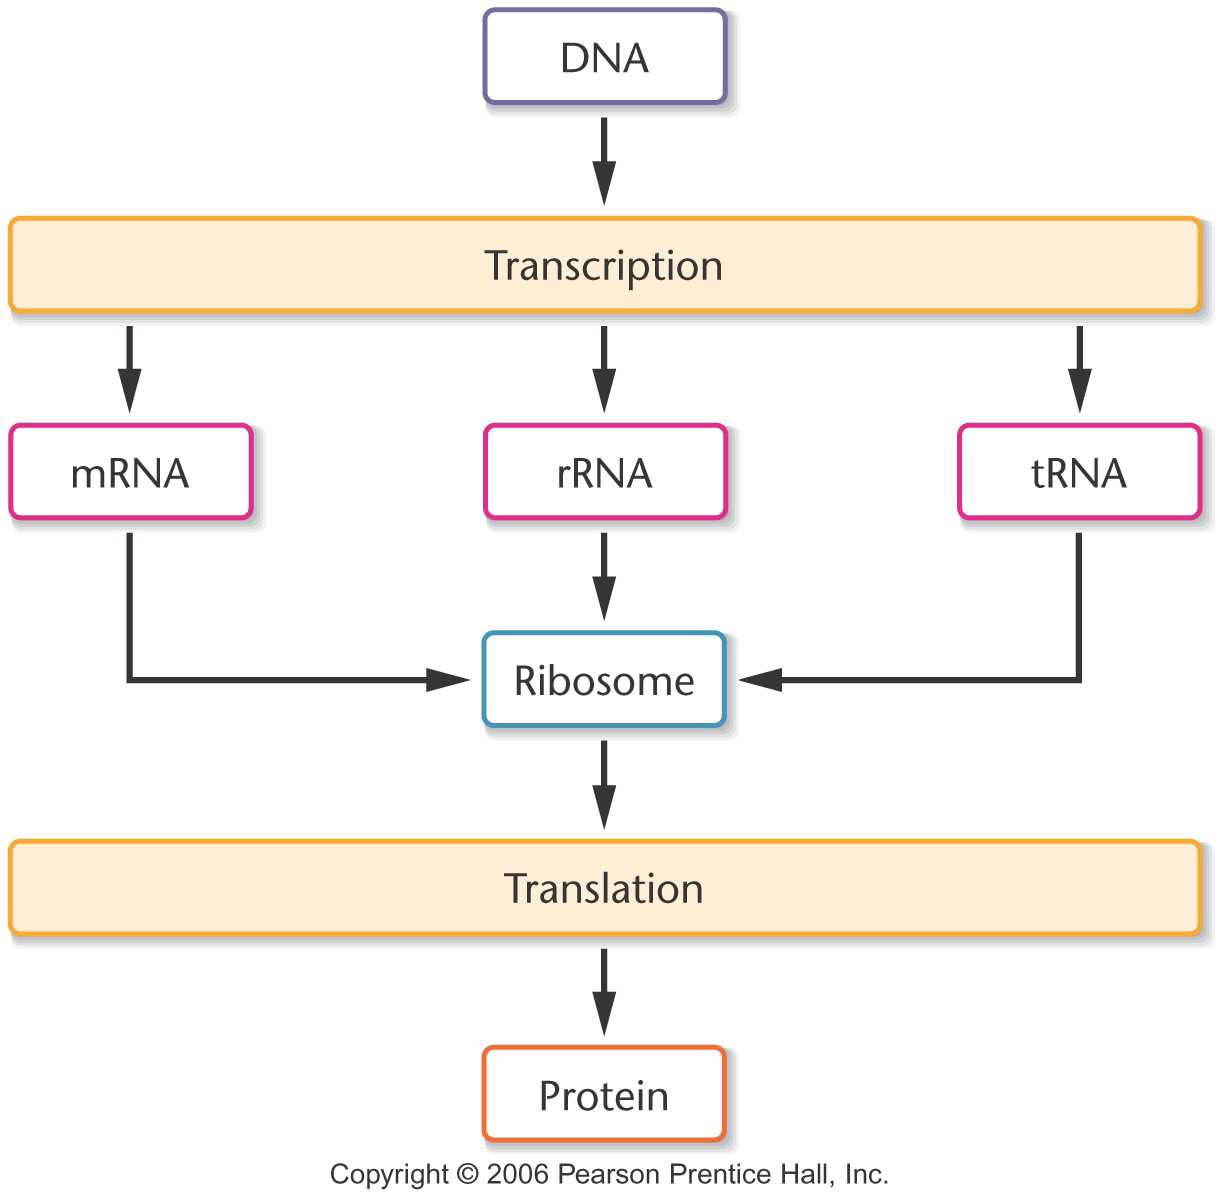 DNA
Transcription
mRNA
rRNA
tRNA
Ribosome
Translation
Protein
Copyright © 2006 Pearson Prentice Hall, Inc.